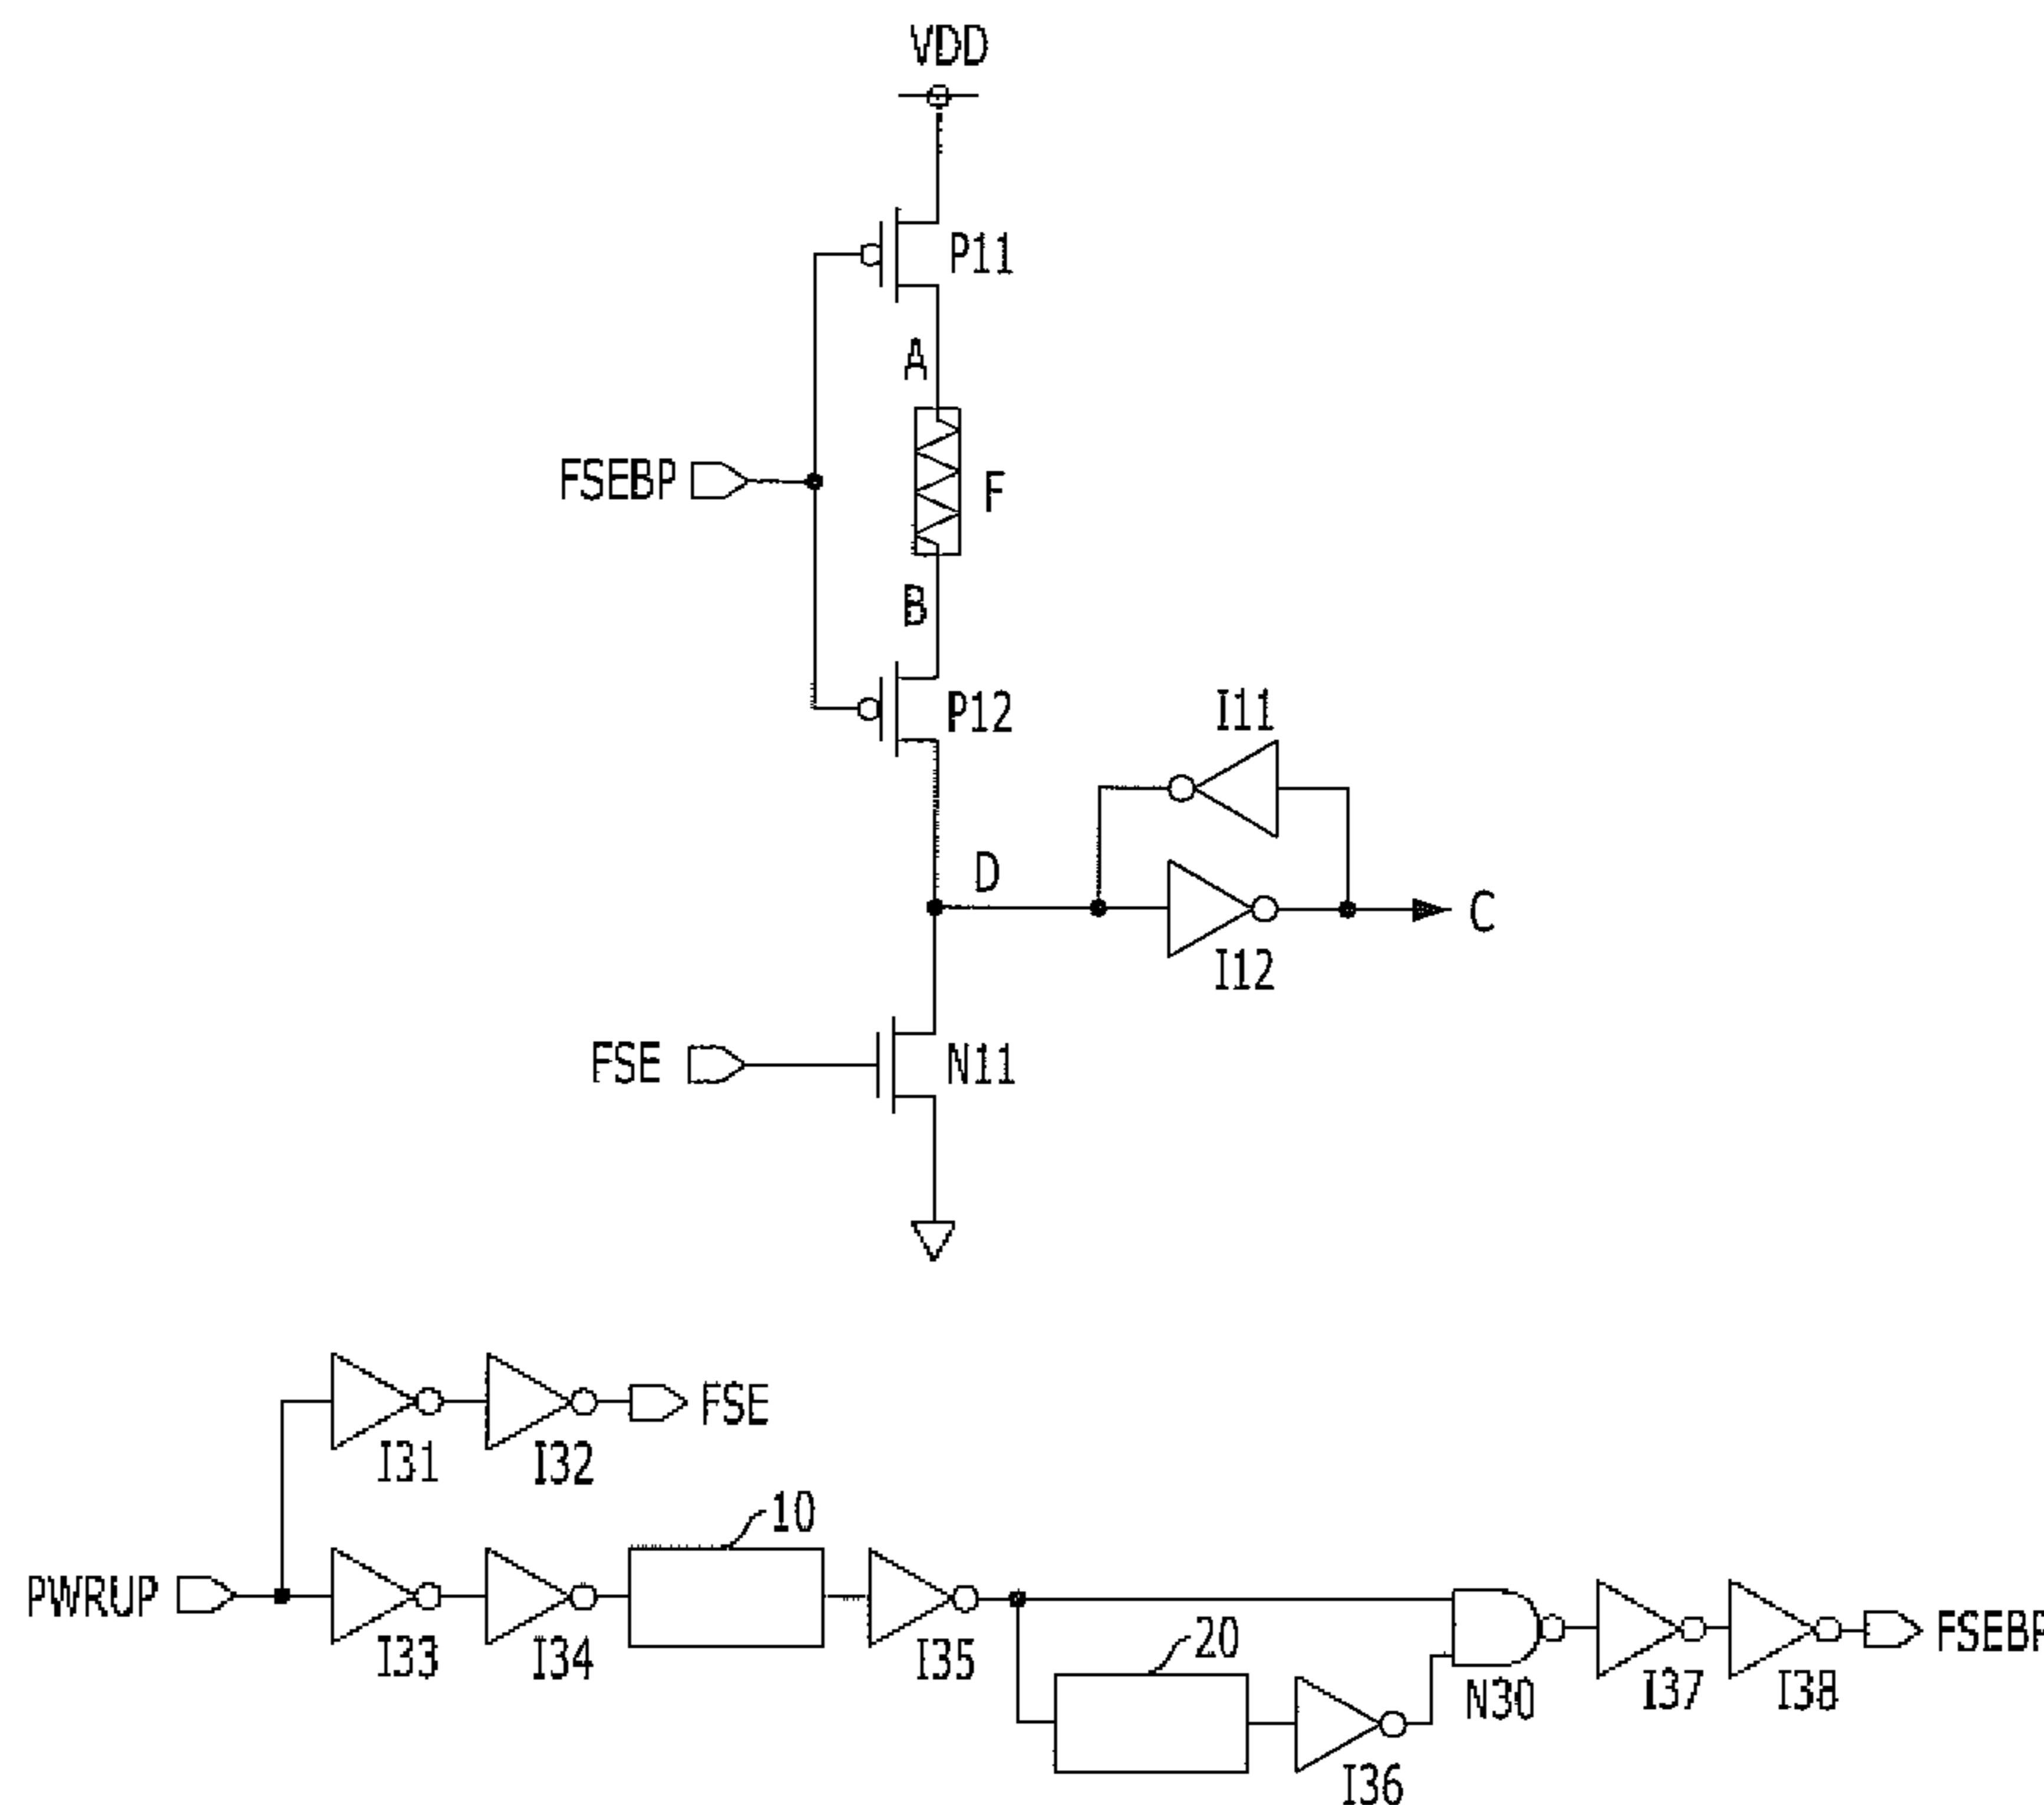 VDD
P11
A
FSEBP
F
B
P12
I11
D
C
I12
FSE
N11
FSE
I31
I32
10
PWRUP
I33
I34
I35
20
N30
I37
I38
FSEBP
I36